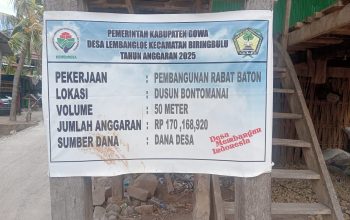 PEMERINTAH KABUPATEN GOWA
DESA LEMBANGLOE KECAMATAN BIRINGBULU
TAHUN ANGGARAN 2025
PEKERJAAN : PEMBANGUNAN RABAT BATON
LOKASI : DUSUN BONTOMANAI
VOLUME : 50 METER
JUMLAH ANGGARAN : RP 170,168,920
SUMBER DANA : DANA DESA
Desa
Membangun
Indonesia